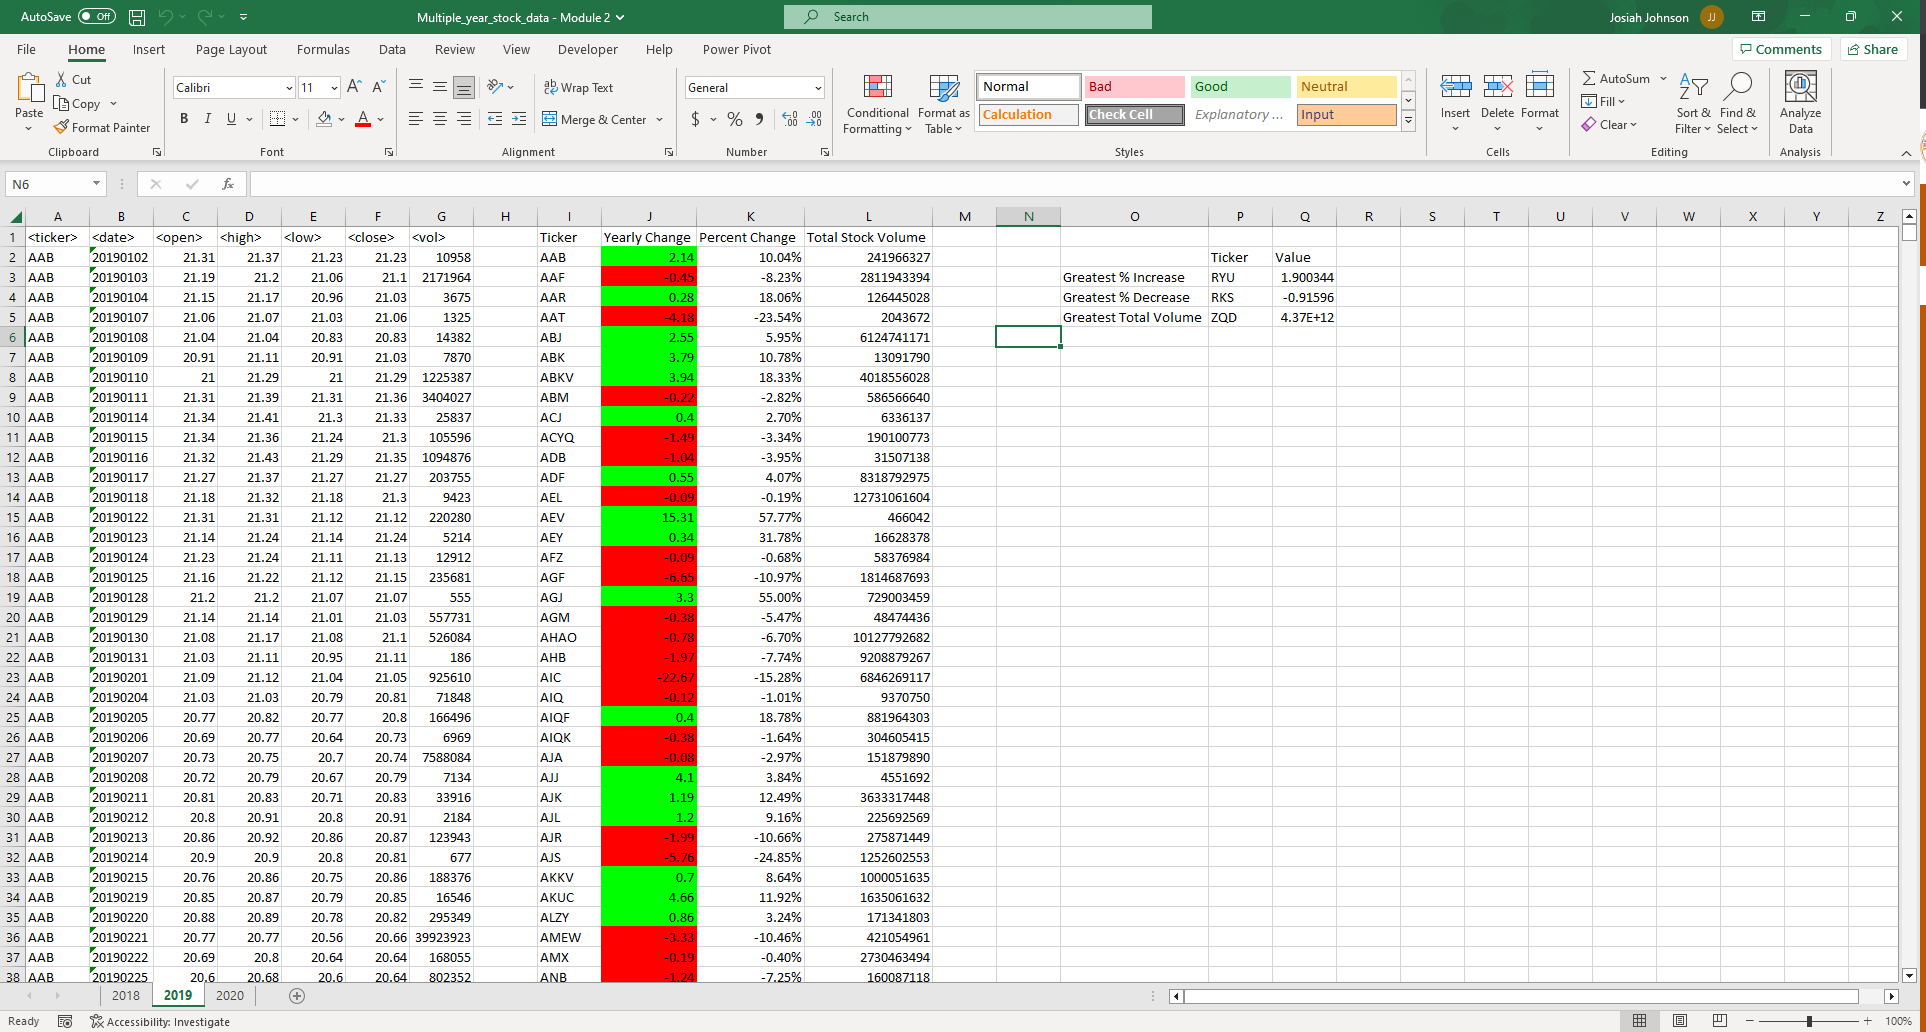 AutoSave Off Multiple_year_stock_data - Module 2 Search Josiah Johnson JJ
File Home Insert Page Layout Formulas Data Review View Developer Help Power Pivot Comments Share
Paste Cut Copy Format Painter Clipboard
Calibri 11 B I U A Font
ab Wrap Text Merge & Center Alignment
General $ % 9 Number
Conditional Formatting Format as Table
Normal Bad Good Neutral
Calculation Check Cell Explanatory ... Input
Styles
Insert Delete Format Cells
AutoSum Fill Clear Sort & Filter Find & Select Editing
Analyze Data Analysis
N6 fx
A B C D E F G H I J K L M N O P Q R S T U V W X Y Z
1 <ticker> <date> <open> <high> <low> <close> <vol> Ticker Yearly Change Percent Change Total Stock Volume
2 AAB 20190102 21.31 21.37 21.23 21.23 10958 AAB 2.14 10.04% 241966327 Ticker Value
3 AAB 20190103 21.19 21.2 21.06 21.1 2171964 AAF -0.45 -8.23% 2811943394 Greatest % Increase RYU 1.900344
4 AAB 20190104 21.15 21.17 20.96 21.03 3675 AAR 0.28 18.06% 126445028 Greatest % Decrease RKS -0.91596
5 AAB 20190107 21.06 21.07 21.03 21.06 1325 AAT -4.18 -23.54% 2043672 Greatest Total Volume ZQD 4.37E+12
6 AAB 20190108 21.04 21.04 20.83 20.83 14382 ABJ 2.55 5.95% 6124741171
7 AAB 20190109 20.91 21.11 20.91 21.03 7870 ABK 3.79 10.78% 13091790
8 AAB 20190110 21 21.29 21 21.29 1225387 ABKV 3.94 18.33% 4018556028
9 AAB 20190111 21.31 21.39 21.31 21.36 3404027 ABM -0.22 -2.82% 586566640
10 AAB 20190114 21.34 21.41 21.3 21.33 25837 ACJ 0.4 2.70% 6336137
11 AAB 20190115 21.34 21.36 21.24 21.3 105596 ACYQ -1.49 -3.34% 190100773
12 AAB 20190116 21.32 21.43 21.29 21.35 1094876 ADB -1.04 -3.95% 31507138
13 AAB 20190117 21.27 21.37 21.27 21.27 203755 ADF 0.55 4.07% 8318792975
14 AAB 20190118 21.18 21.32 21.18 21.3 9423 AEL -0.09 -0.19% 12731061604
15 AAB 20190122 21.31 21.31 21.12 21.12 220280 AEV 15.31 57.77% 466042
16 AAB 20190123 21.14 21.24 21.14 21.24 5214 AEY 0.34 31.78% 16628378
17 AAB 20190124 21.23 21.24 21.11 21.13 12912 AFZ -0.09 -0.68% 58376984
18 AAB 20190125 21.16 21.22 21.12 21.15 235681 AGF -6.65 -10.97% 1814687693
19 AAB 20190128 21.2 21.2 21.07 21.07 555 AGJ 3.3 55.00% 729003459
20 AAB 20190129 21.14 21.14 21.01 21.03 557731 AGM -0.38 -5.47% 48474436
21 AAB 20190130 21.08 21.17 21.08 21.1 526084 AHAO -0.78 -6.70% 10127792682
22 AAB 20190131 21.03 21.11 20.95 21.11 186 AHB -1.97 -7.74% 9208879267
23 AAB 20190201 21.09 21.12 21.04 21.05 925610 AIC -22.67 -15.28% 6846269117
24 AAB 20190204 21.03 21.03 20.79 20.81 71848 AIQ -0.12 -1.01% 9370750
25 AAB 20190205 20.77 20.82 20.77 20.8 166496 AIQF 0.4 18.78% 881964303
26 AAB 20190206 20.69 20.77 20.64 20.73 6969 AIQK -0.38 -1.64% 304605415
27 AAB 20190207 20.73 20.75 20.7 20.74 7588084 AJA -0.08 -2.97% 151879890
28 AAB 20190208 20.72 20.79 20.67 20.79 7134 AJJ 4.1 3.84% 4551692
29 AAB 20190211 20.81 20.83 20.71 20.83 33916 AJK 1.19 12.49% 3633317448
30 AAB 20190212 20.8 20.91 20.8 20.91 2184 AJL 1.2 9.16% 225692569
31 AAB 20190213 20.86 20.92 20.86 20.87 123943 AJR -1.99 -10.66% 275871449
32 AAB 20190214 20.9 20.9 20.8 20.81 677 AJS -5.76 -24.85% 1252602553
33 AAB 20190215 20.76 20.86 20.75 20.86 188376 AKKV 0.7 8.64% 1000051635
34 AAB 20190219 20.85 20.87 20.79 20.85 16546 AKUC 4.66 11.92% 1635061632
35 AAB 20190220 20.88 20.89 20.78 20.82 295349 ALZY 0.86 3.24% 171341803
36 AAB 20190221 20.77 20.77 20.56 20.66 39923923 AMEW -3.33 -10.46% 421054961
37 AAB 20190222 20.69 20.8 20.64 20.64 168055 AMX -0.19 -0.40% 2730463494
38 AAB 20190225 20.6 20.68 20.6 20.64 802352 ANB -1.24 -7.25% 160087118
2018 2019 2020
Ready Accessibility: Investigate 100%